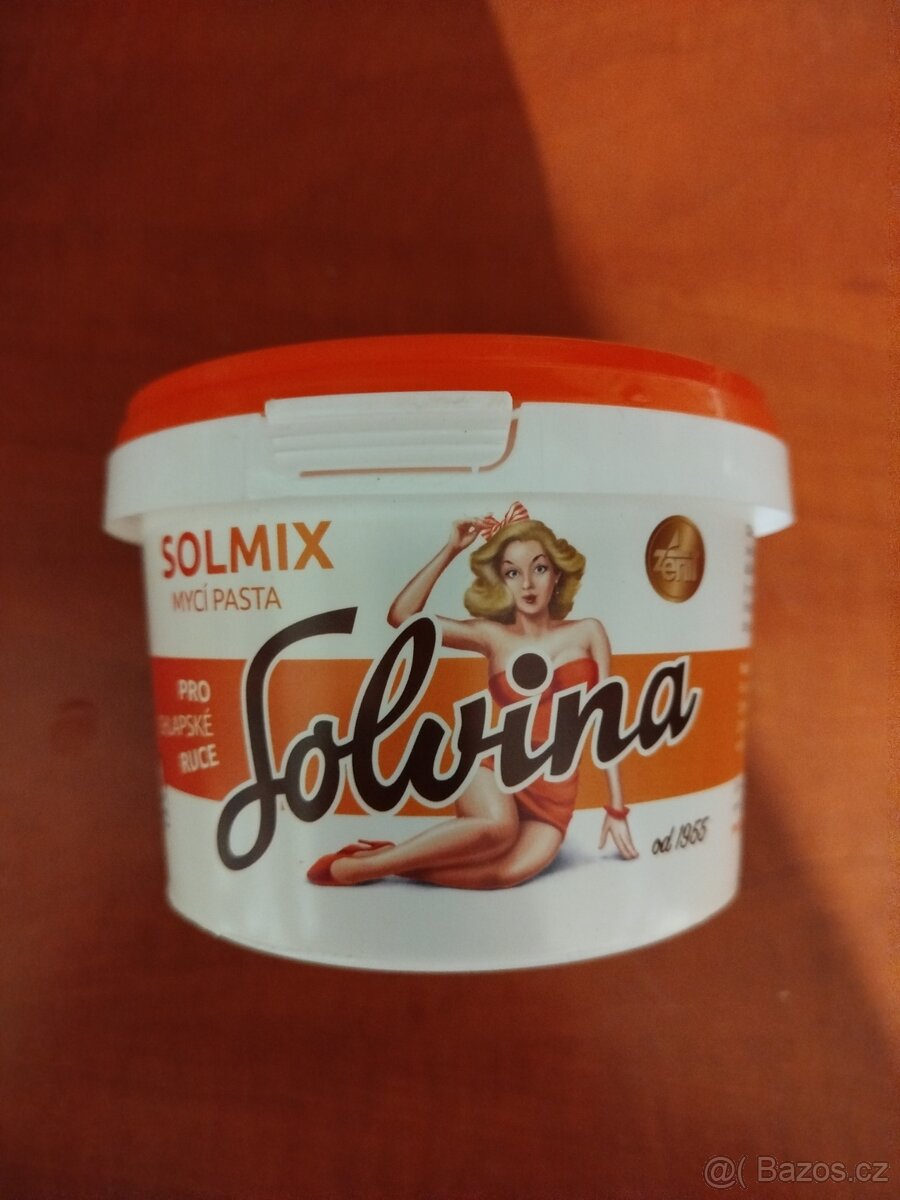 SOLMIX
MYCÍ PASTA
Zenit
PRO
CHLAPSKÉ
RUCE
Solvina
od 1955
@( Bazos.cz